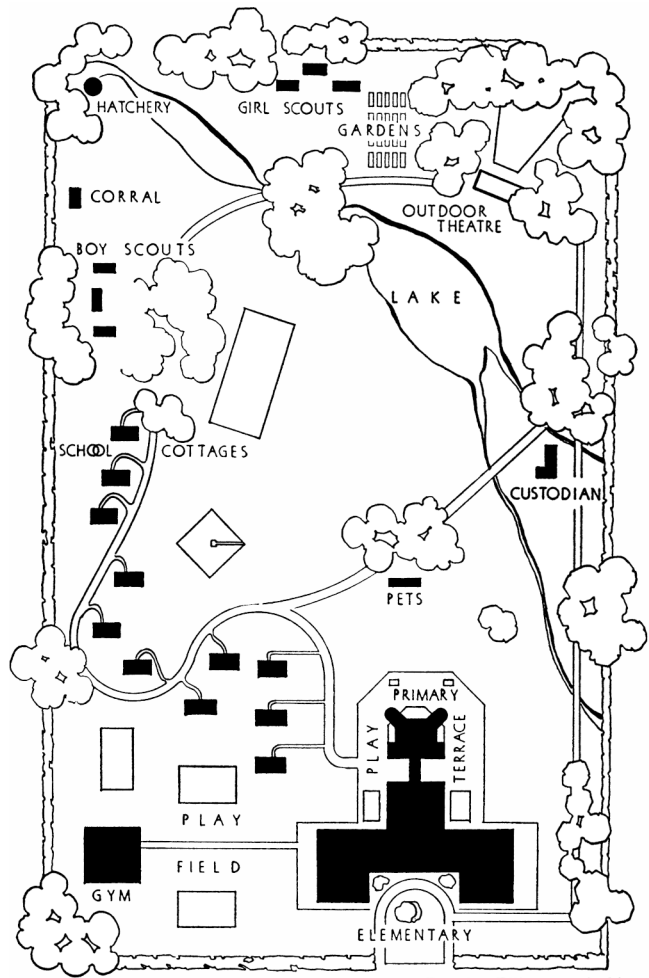 HATCHERY
GIRL SCOUTS
GARDENS
CORRAL
OUTDOOR
THEATRE
BOY SCOUTS
LAKE
SCHOOL COTTAGES
CUSTODIAN
PETS
PRIMARY
PLAY
TERRACE
PLAY
FIELD
GYM
ELEMENTARY